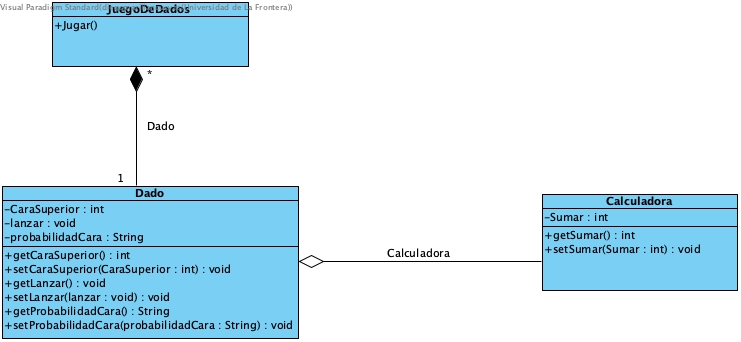 Visual Paradigm Standard( Universidad de La Frontera))
JuegoDeDados
+Jugar()
*
Dado
1
Dado
-CaraSuperior : int
-lanzar : void
-probabilidadCara : String
+getCaraSuperior() : int
+setCaraSuperior(CaraSuperior : int) : void
+getLanzar() : void
+setLanzar(lanzar : void) : void
+getProbabilidadCara() : String
+setProbabilidadCara(probabilidadCara : String) : void
Calculadora
Calculadora
-Sumar : int
+getSumar() : int
+setSumar(Sumar : int) : void